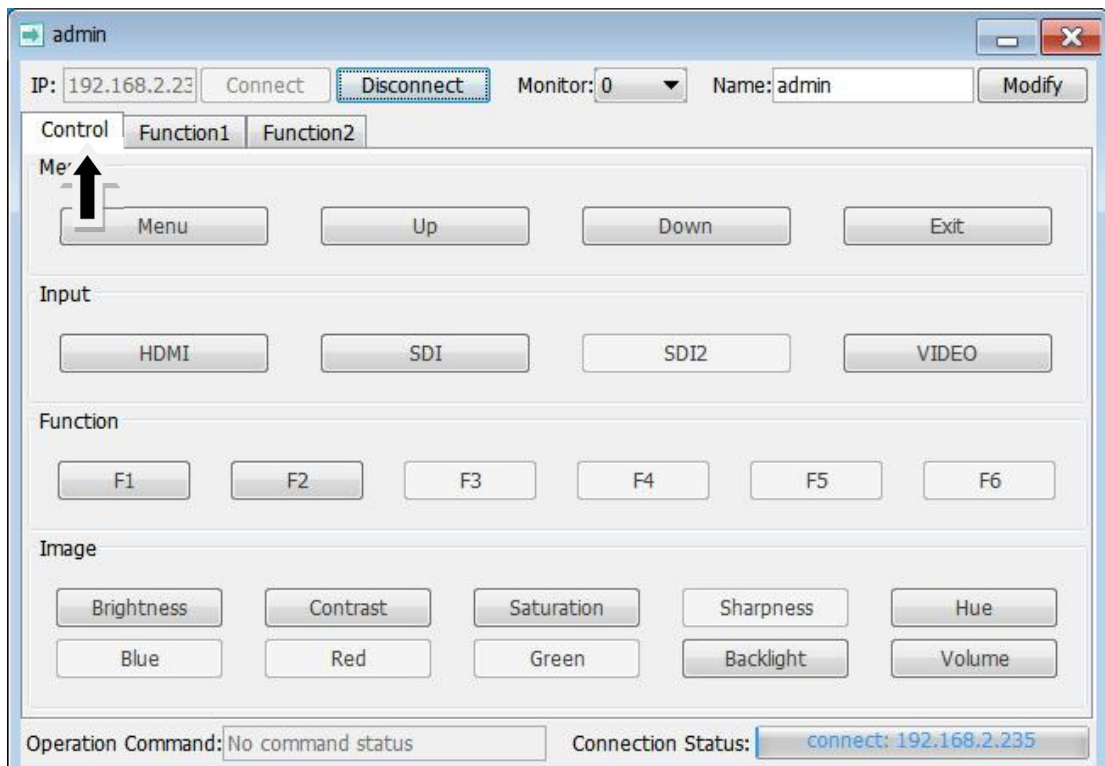 admin
IP: 192.168.2.23 Connect Disconnect Monitor: 0 Name: admin Modify
Control Function1 Function2
Menu Up Down Exit
Input
HDMI SDI SDI2 VIDEO
Function
F1 F2 F3 F4 F5 F6
Image
Brightness Contrast Saturation Sharpness Hue
Blue Red Green Backlight Volume
Operation Command: No command status Connection Status: connect: 192.168.2.235